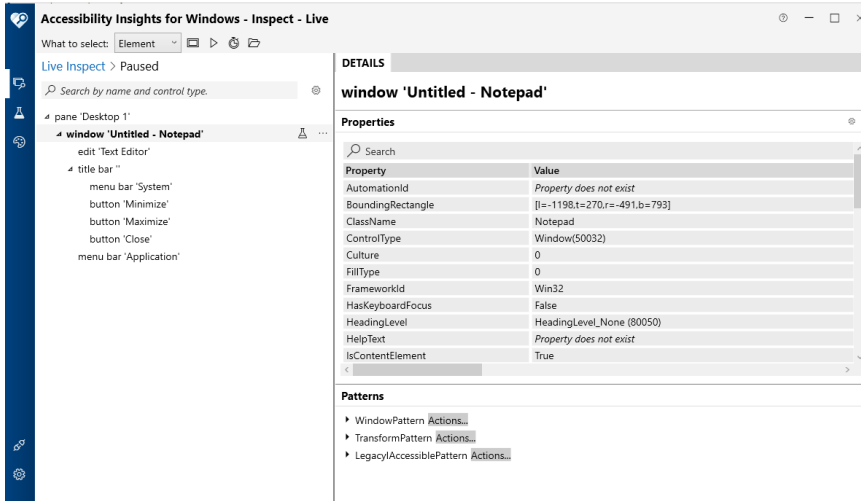 Accessibility Insights for Windows - Inspect - Live
What to select: Element
Live Inspect > Paused
Search by name and control type.
pane 'Desktop 1'
window 'Untitled - Notepad'
edit 'Text Editor'
title bar ''
menu bar 'System'
button 'Minimize'
button 'Maximize'
button 'Close'
menu bar 'Application'
DETAILS
window 'Untitled - Notepad'
Properties
Search
Property Value
AutomationId Property does not exist
BoundingRectangle [l=-1198,t=270,r=-491,b=793]
ClassName Notepad
ControlType Window(50032)
Culture 0
FillType 0
FrameworkId Win32
HasKeyboardFocus False
HeadingLevel HeadingLevel_None (80050)
HelpText Property does not exist
IsContentElement True
Patterns
WindowPattern Actions...
TransformPattern Actions...
LegacyIAccessiblePattern Actions...